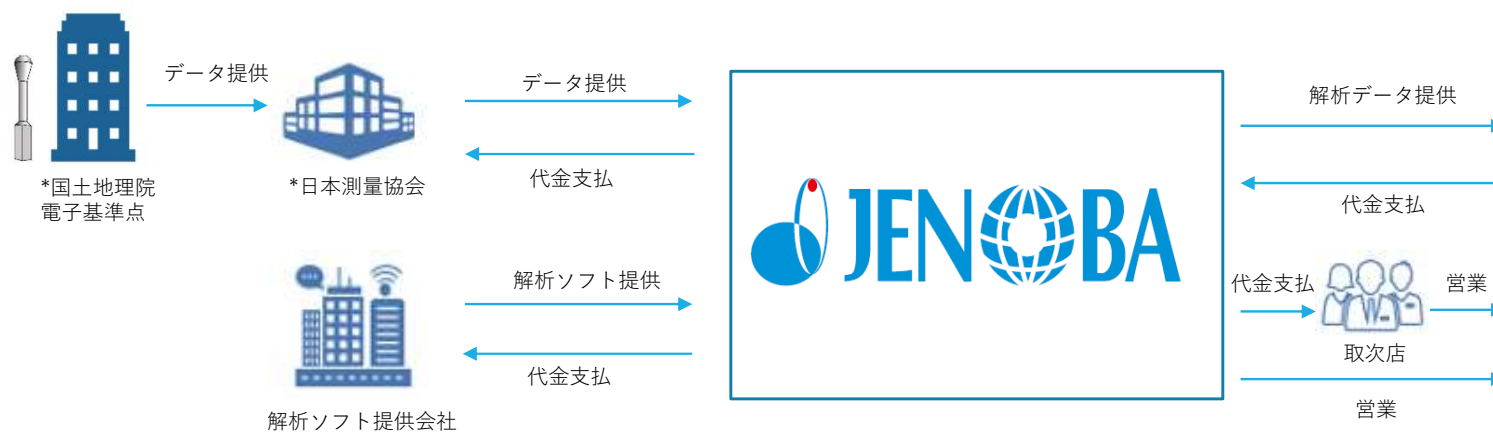 データ提供
*国土地理院
電子基準点
*日本測量協会
データ提供
代金支払
解析ソフト提供
代金支払
解析ソフト提供会社
JENOBA
解析データ提供
代金支払
代金支払
営業
取次店
営業